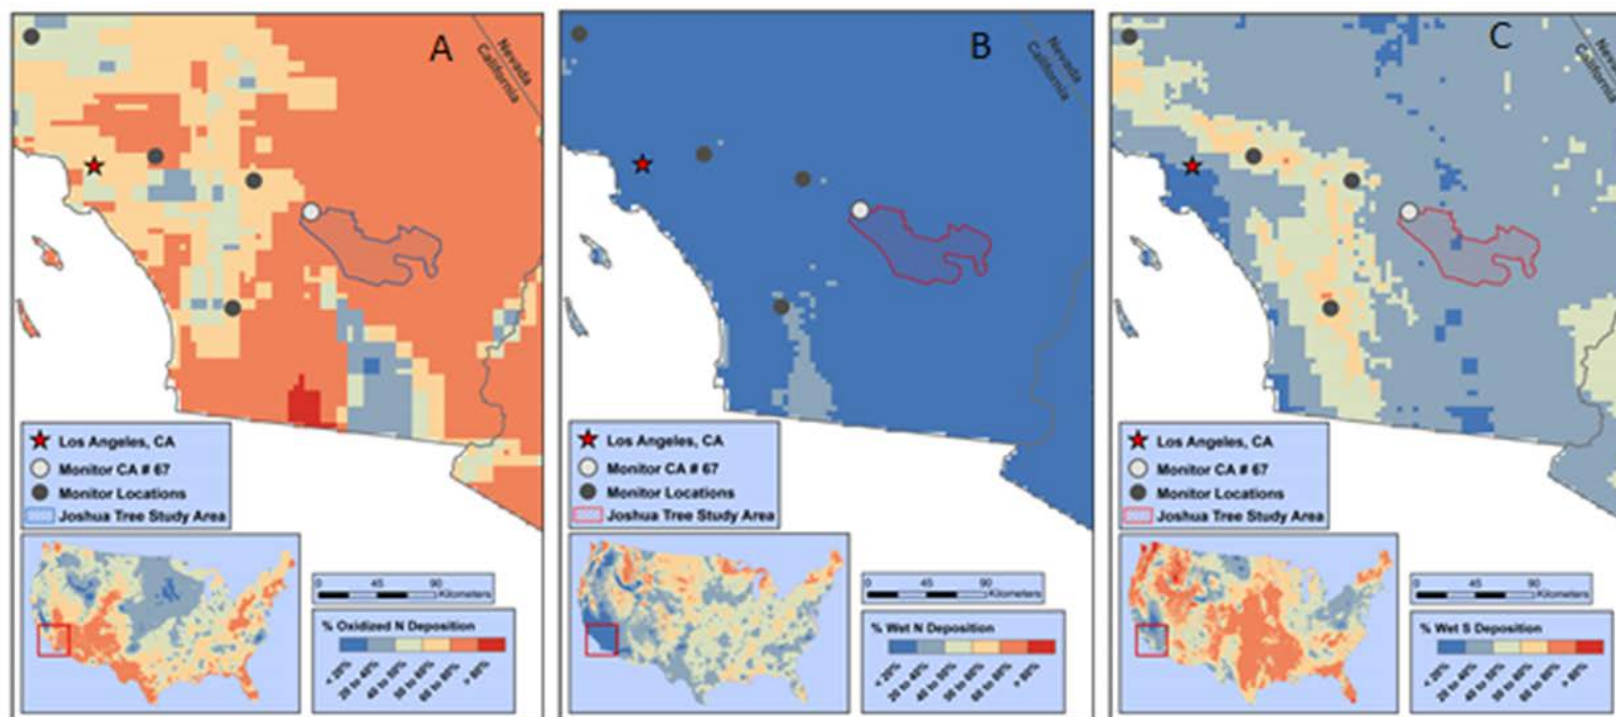 A
Nevada
California
Los Angeles, CA
Monitor CA # 67
Monitor Locations
Joshua Tree Study Area
0 45 90
Kilometers
% Oxidized N Deposition
< 20%
20 to 40%
40 to 50%
50 to 60%
60 to 80%
> 80%
B
Nevada
California
Los Angeles, CA
Monitor CA # 67
Monitor Locations
Joshua Tree Study Area
0 45 90
Kilometers
% Wet N Deposition
< 20%
20 to 40%
40 to 50%
50 to 60%
60 to 80%
> 80%
C
California
Los Angeles, CA
Monitor CA # 67
Monitor Locations
Joshua Tree Study Area
0 45 90
Kilometers
% Wet S Deposition
< 20%
20 to 40%
40 to 50%
50 to 60%
60 to 80%
> 80%